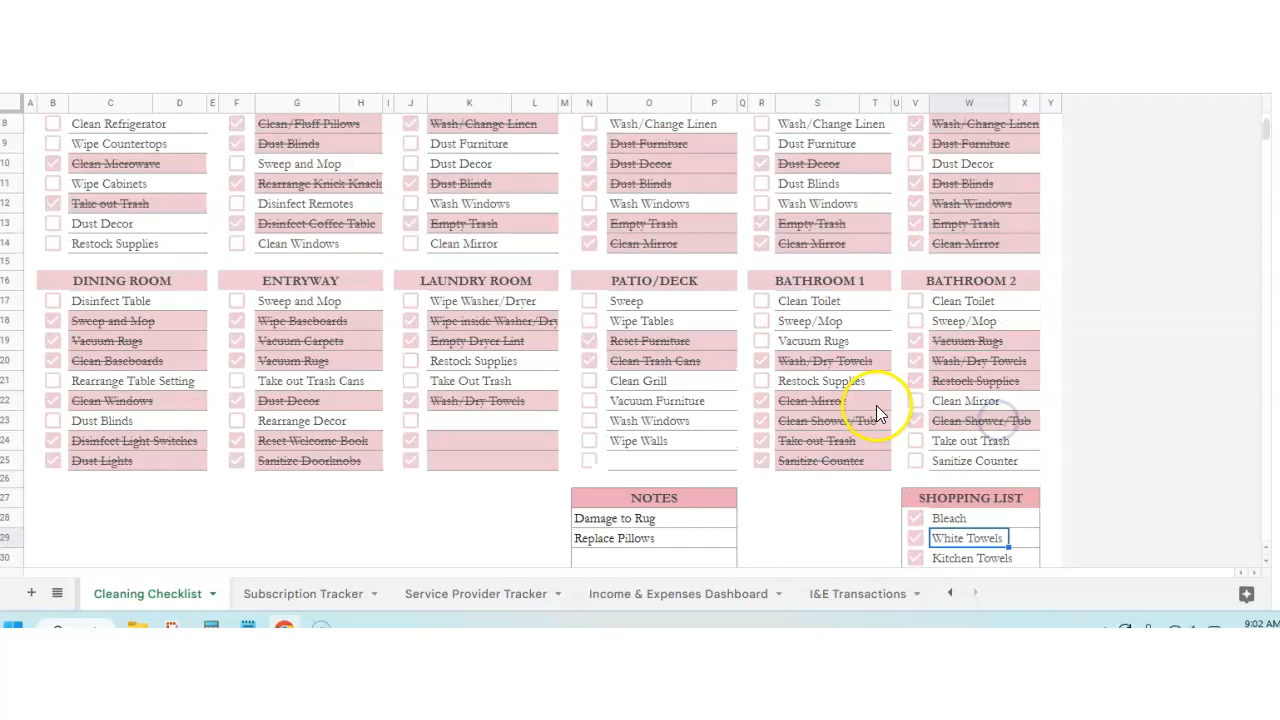 A B C D E F G H I J K L M N O P Q R S T U V W X Y
8 Clean Refrigerator Clean/Fluff Pillows Wash/Change Linen Wash/Change Linen Wash/Change Linen Wash/Change Linen
9 Wipe Countertops Dust Blinds Dust Furniture Dust Furniture Dust Furniture Dust Furniture
10 Clean Microwave Sweep and Mop Dust Decor Dust Decor Dust Decor Dust Decor
11 Wipe Cabinets Rearrange Knick Knack Dust Blinds Dust Blinds Dust Blinds Dust Blinds
12 Take out Trash Disinfect Remotes Wash Windows Wash Windows Wash Windows Wash Windows
13 Dust Decor Disinfect Coffee Table Empty Trash Empty Trash Empty Trash Empty Trash
14 Restock Supplies Clean Windows Clean Mirror Clean Mirror Clean Mirror Clean Mirror
15
16 DINING ROOM ENTRYWAY LAUNDRY ROOM PATIO/DECK BATHROOM 1 BATHROOM 2
17 Disinfect Table Sweep and Mop Wipe Washer/Dryer Sweep Clean Toilet Clean Toilet
18 Sweep and Mop Wipe Baseboards Wipe inside Washer/Dry Wipe Tables Sweep/Mop Sweep/Mop
19 Vacuum Rugs Vacuum Carpets Empty Dryer Lint Reset Furniture Vacuum Rugs Vacuum Rugs
20 Clean Baseboards Vacuum Rugs Restock Supplies Clean Trash Cans Wash/Dry Towels Wash/Dry Towels
21 Rearrange Table Setting Take out Trash Cans Take Out Trash Clean Grill Restock Supplies Restock Supplies
22 Clean Windows Dust Decor Wash/Dry Towels Vacuum Furniture Clean Mirror Clean Mirror
23 Dust Blinds Rearrange Decor Wash Windows Clean Shower/Tub Clean Shower/Tub
24 Disinfect Light Switches Reset Welcome Book Wipe Walls Take out Trash Take out Trash
25 Dust Lights Sanitize Doorknobs Sanitize Counter Sanitize Counter
26
27 NOTES SHOPPING LIST
28 Damage to Rug Bleach
29 Replace Pillows White Towels
30 Kitchen Towels
Cleaning Checklist Subscription Tracker Service Provider Tracker Income & Expenses Dashboard I&E Transactions
9:02 AM